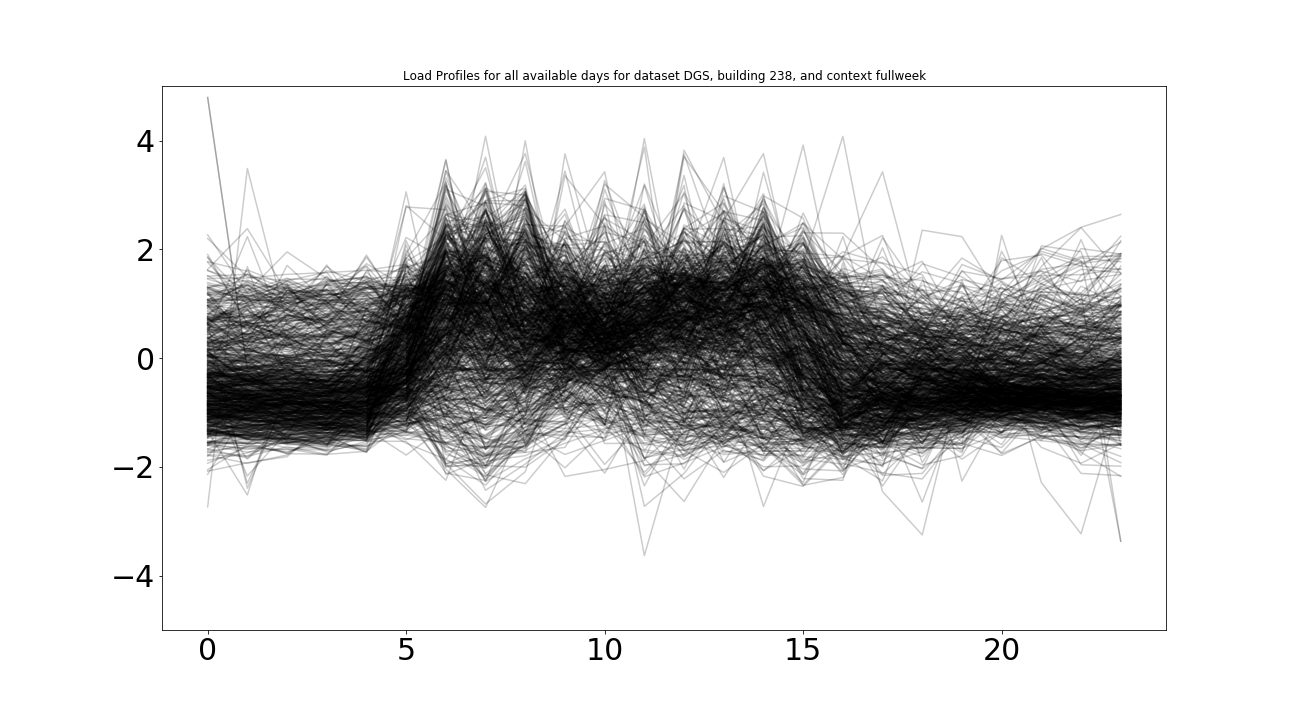 Load Profiles for all available days for dataset DGS, building 238, and context fullweek
4
2
0
−2
−4
0 5 10 15 20